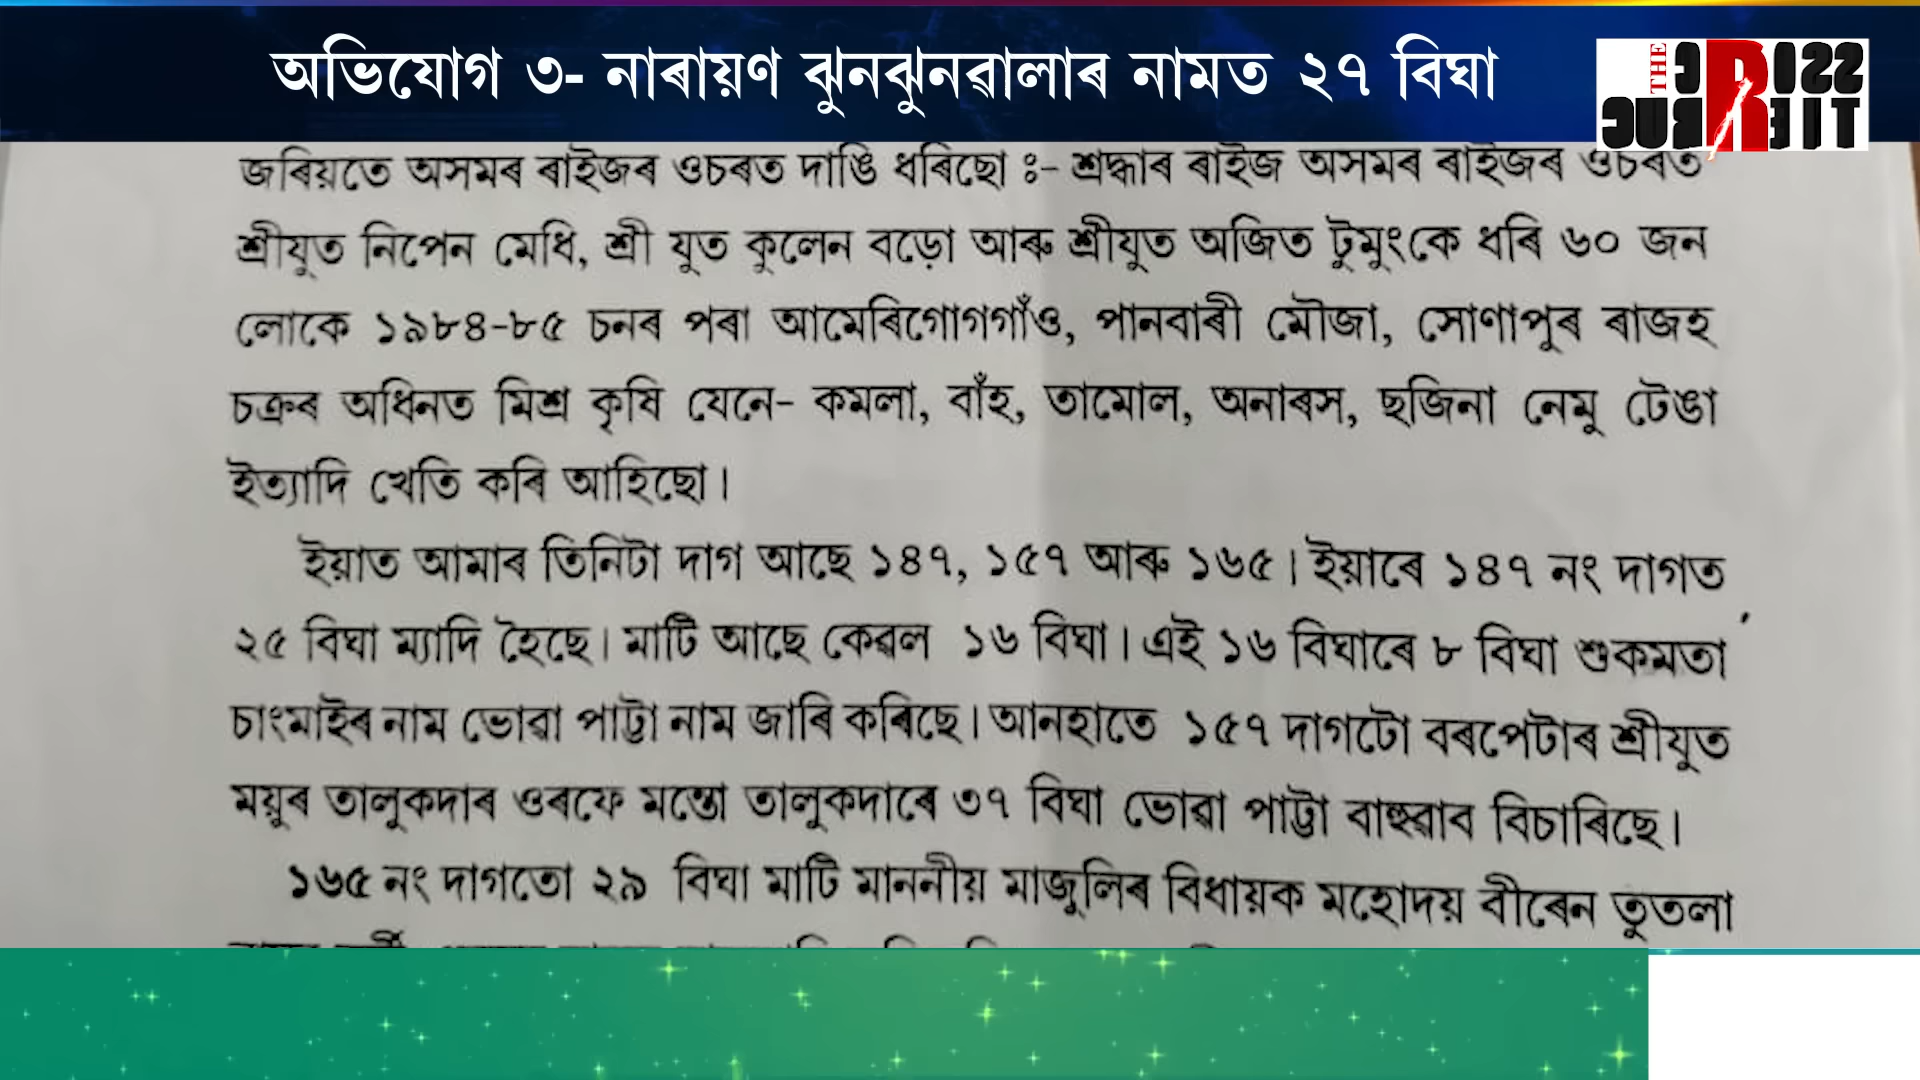 অভিযোগ ৩- নাৰায়ণ ঝুনঝুনৱালাৰ নামত ২৭ বিঘা
THE
জৰিয়তে অসমৰ ৰাইজৰ ওচৰত দাঙি ধৰিছো ঃ- শ্ৰদ্ধাৰ ৰাইজ অসমৰ ৰাইজৰ ওচৰত
শ্ৰীযুত নিপেন মেধি, শ্ৰী যুত কুলেন বড়ো আৰু শ্ৰীযুত অজিত টুমুংকে ধৰি ৬০ জন
লোকে ১৯৮৪-৮৫ চনৰ পৰা আমেৰিগোগগাঁও, পানবাৰী মৌজা, সোণাপুৰ ৰাজহ
চক্ৰৰ অধিনত মিশ্ৰ কৃষি যেনে- কমলা, বাঁহ, তামোল, অনাৰস, ছজিনা নেমু টেঙা
ইত্যাদি খেতি কৰি আহিছো।
ইয়াত আমাৰ তিনিটা দাগ আছে ১৪৭, ১৫৭ আৰু ১৬৫। ইয়াৰে ১৪৭ নং দাগত
২৫ বিঘা ম্যাদি হৈছে। মাটি আছে কেৱল ১৬ বিঘা। এই ১৬ বিঘাৰে ৮ বিঘা শুকমতা
চাংমাইৰ নাম ভোৱা পাট্টা নাম জাৰি কৰিছে। আনহাতে ১৫৭ দাগটো বৰপেটাৰ শ্ৰীযুত
ময়ুৰ তালুকদাৰ ওৰফে মন্তো তালুকদাৰে ৩৭ বিঘা ভোৱা পাট্টা বাহুৱাব বিচাৰিছে।
১৬৫ নং দাগতো ২৯ বিঘা মাটি মাননীয় মাজুলিৰ বিধায়ক মহোদয় বীৰেন তুতলা